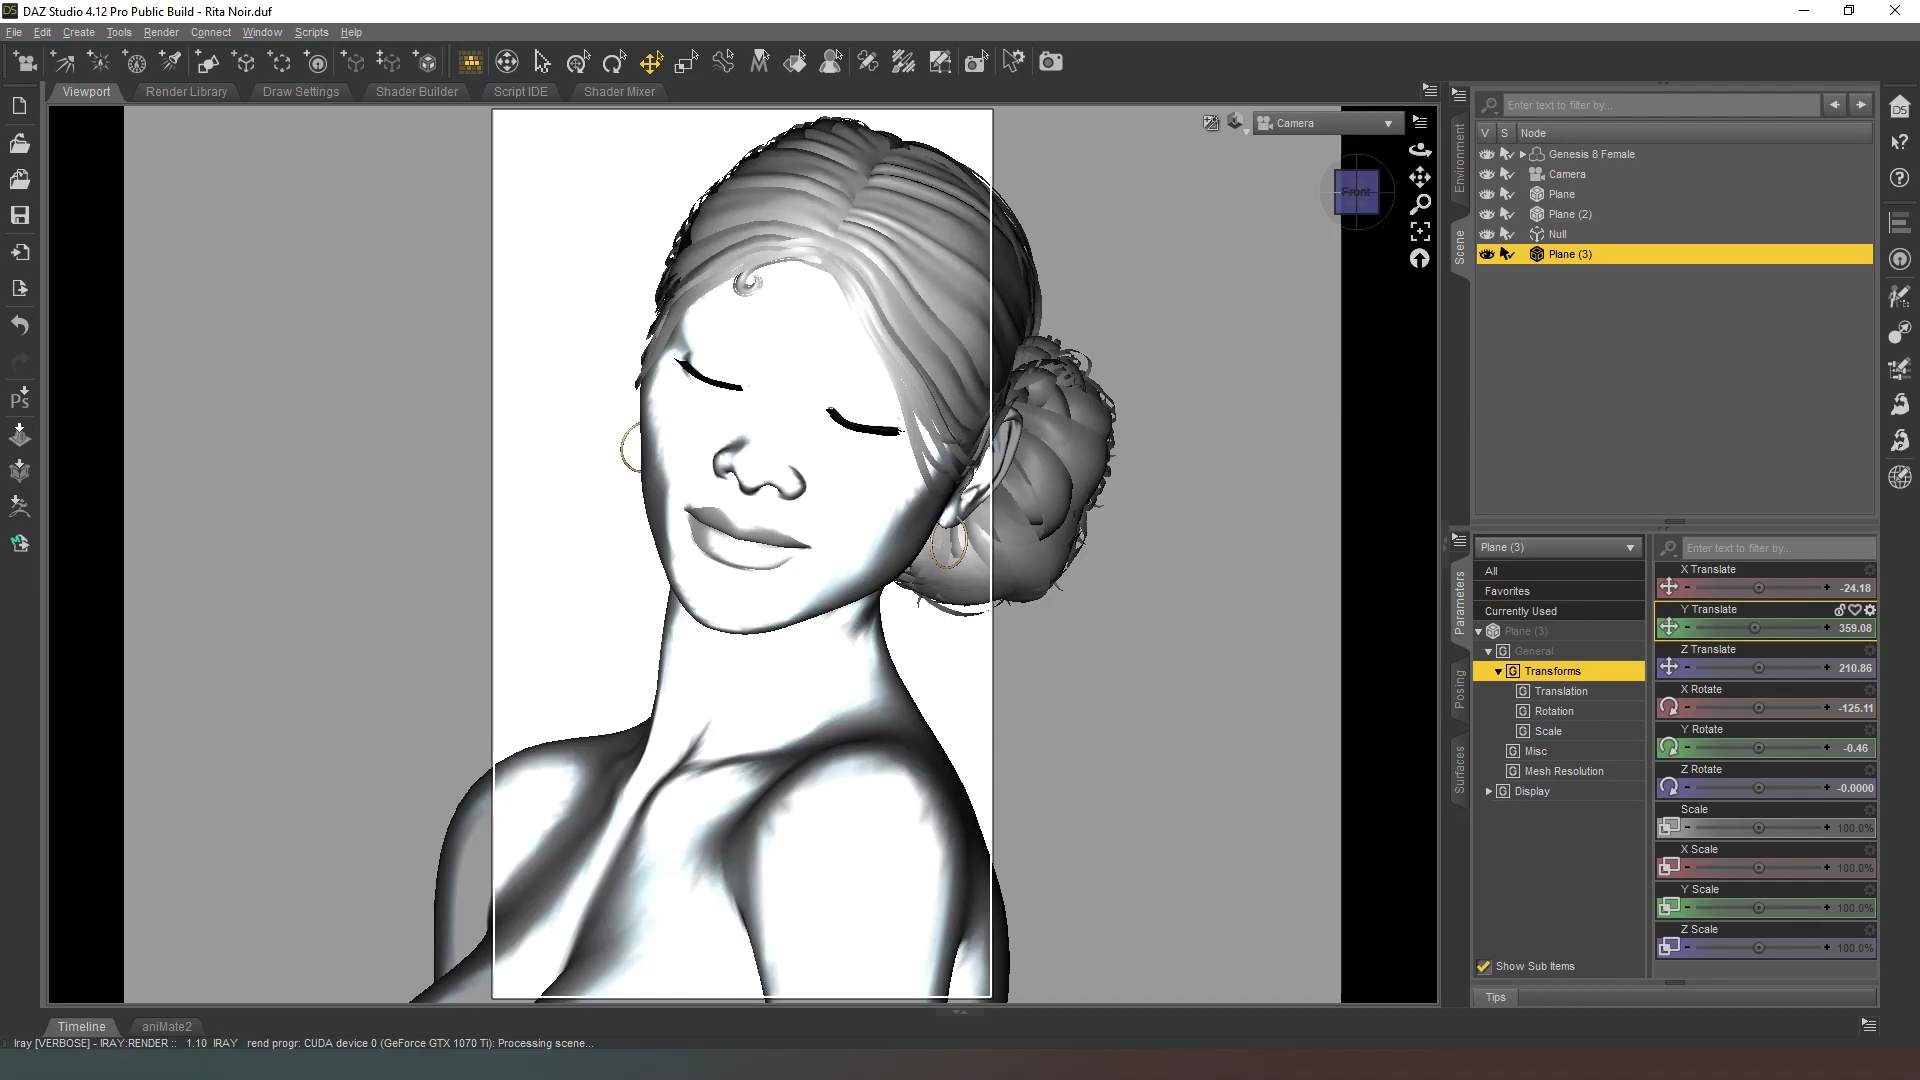 DAZ Studio 4.12 Pro Public Build - Rita Noir.duf
File Edit Create Tools Render Connect Window Scripts Help
Viewport Render Library Draw Settings Shader Builder Script IDE Shader Mixer
Camera
Front
Ps
Environment
Scene
Enter text to filter by...
V S Node
Genesis 8 Female
Camera
Plane
Plane (2)
Null
Plane (3)
DS
Parameters
Posing
Surfaces
Plane (3)
All
Favorites
Currently Used
Plane (3)
G General
G Transforms
G Translation
G Rotation
G Scale
G Misc
G Mesh Resolution
G Display
Show Sub Items
Enter text to filter by...
X Translate
-24.18
Y Translate
359.08
Z Translate
210.86
X Rotate
-125.11
Y Rotate
-0.46
Z Rotate
-0.0000
Scale
100.0%
X Scale
100.0%
Y Scale
100.0%
Z Scale
100.0%
Tips
Timeline aniMate2
Iray [VERBOSE] - IRAY:RENDER :: 1.10 IRAY rend progr: CUDA device 0 (GeForce GTX 1070 Ti): Processing scene...